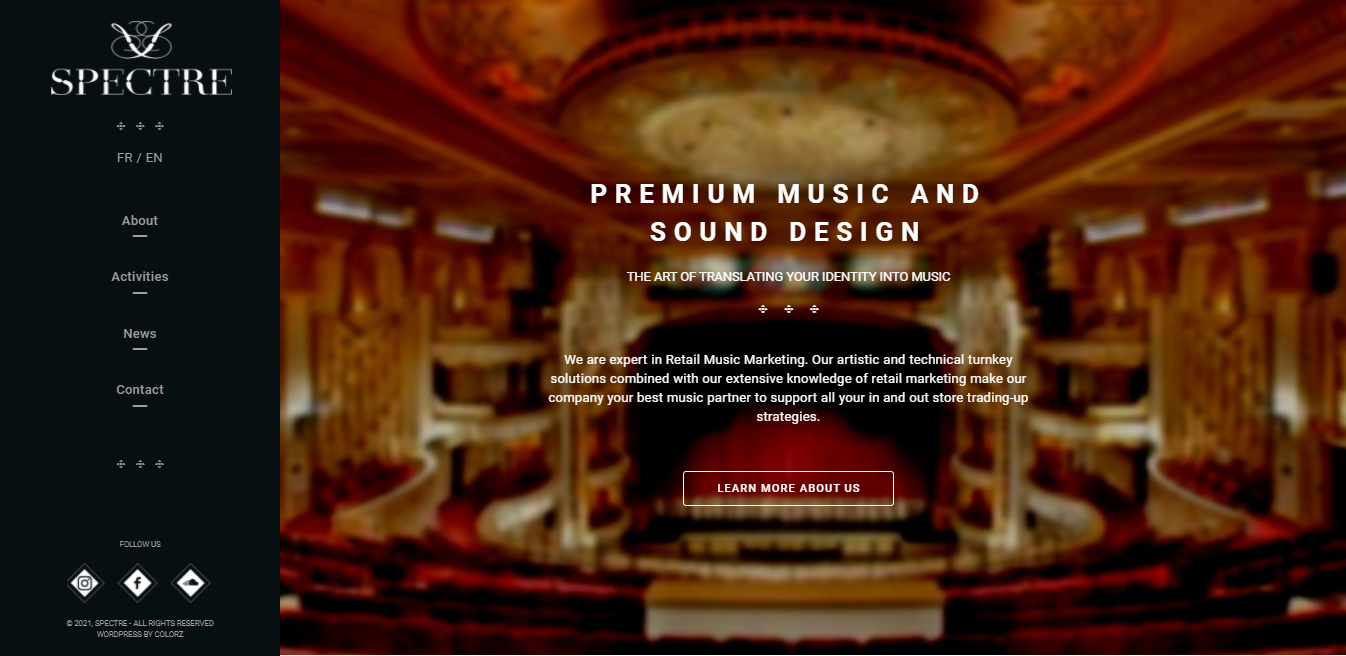 SPECTRE
FR / EN
About
Activities
News
Contact
FOLLOW US
© 2021, SPECTRE - ALL RIGHTS RESERVED
WORDPRESS BY COLORZ
PREMIUM MUSIC AND
SOUND DESIGN
THE ART OF TRANSLATING YOUR IDENTITY INTO MUSIC
We are expert in Retail Music Marketing. Our artistic and technical turnkey
solutions combined with our extensive knowledge of retail marketing make our
company your best music partner to support all your in and out store trading-up
strategies.
LEARN MORE ABOUT US